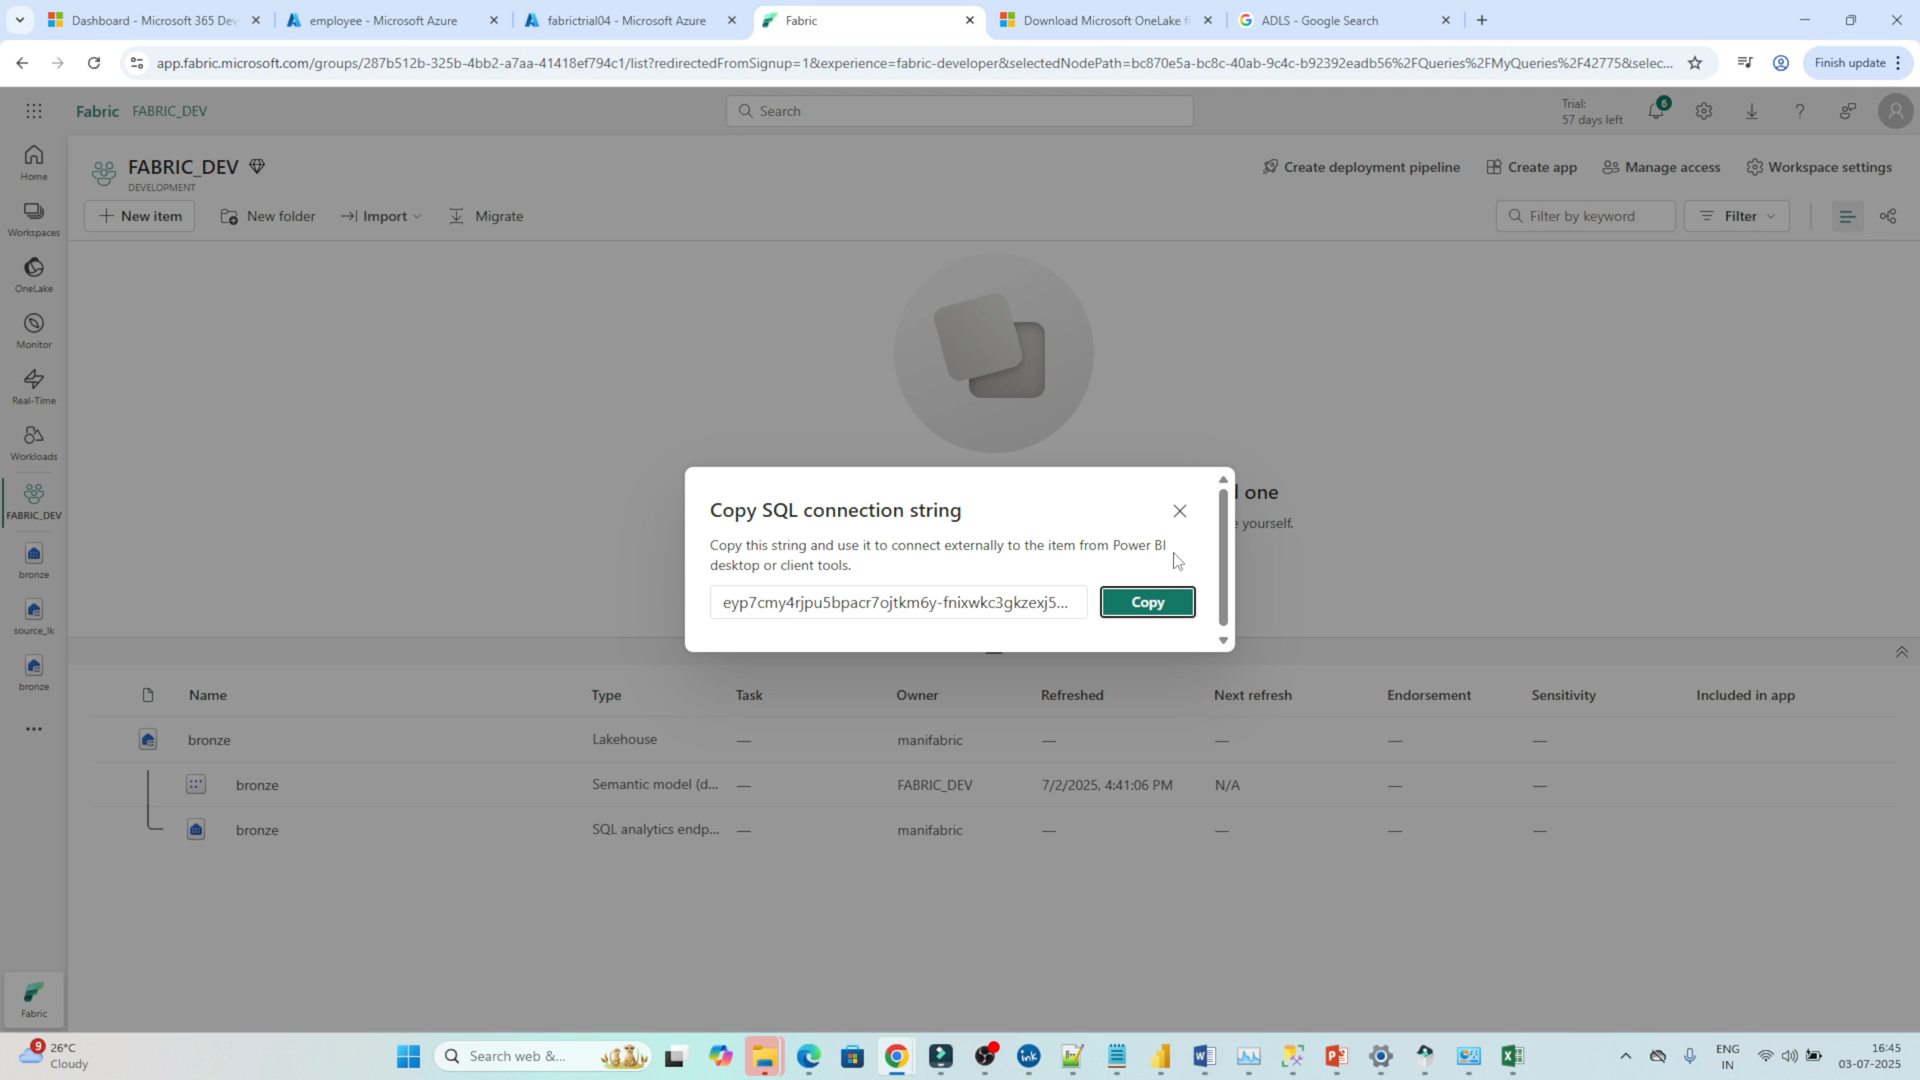 Dashboard - Microsoft 365 Dev
employee - Microsoft Azure
fabrictrial04 - Microsoft Azure
Fabric
Download Microsoft OneLake fi
ADLS - Google Search
app.fabric.microsoft.com/groups/287b512b-325b-4bb2-a7aa-41418ef794c1/list?redirectedFromSignup=1&experience=fabric-developer&selectedNodePath=bc870e5a-bc8c-40ab-9c4c-b92392eadb56%2FQueries%2FMyQueries%2F42775&selec...
Finish update
Fabric FABRIC_DEV
Search
Trial:
57 days left
6
Home
Workspaces
OneLake
Monitor
Real-Time
Workloads
FABRIC_DEV
bronze
source_lk
bronze
Fabric
FABRIC_DEV
DEVELOPMENT
Create deployment pipeline
Create app
Manage access
Workspace settings
New item
New folder
Import
Migrate
Filter by keyword
Filter
one
yourself.
Copy SQL connection string
Copy this string and use it to connect externally to the item from Power BI
desktop or client tools.
eyp7cmy4rjpu5bpacr7ojtkm6y-fnixwkc3gkzexj5...
Copy
Name Type Task Owner Refreshed Next refresh Endorsement Sensitivity Included in app
bronze Lakehouse — manifabric — — — —
bronze Semantic model (d... — FABRIC_DEV 7/2/2025, 4:41:06 PM N/A — —
bronze SQL analytics endp... — manifabric — — — —
9
26°C
Cloudy
Search web &...
ink
ENG
IN
16:45
03-07-2025